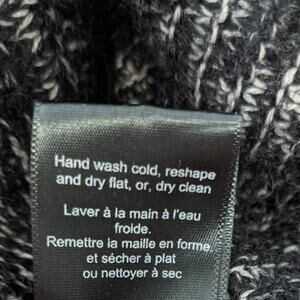 Hand wash cold, reshape
and dry flat, or, dry clean
Laver à la main à l'eau
froide.
Remettre la maille en forme
et sécher à plat
ou nettoyer à sec